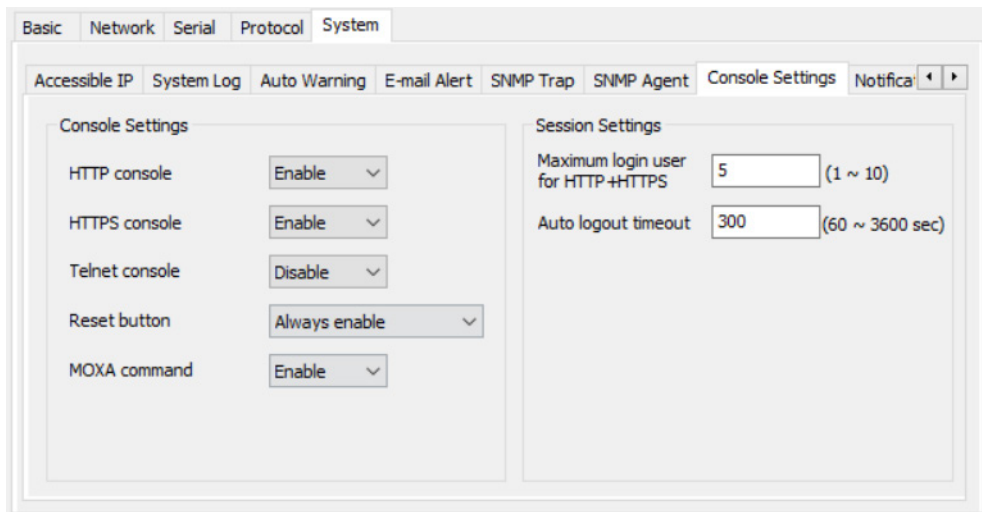 Basic Network Serial Protocol System
Accessible IP System Log Auto Warning E-mail Alert SNMP Trap SNMP Agent Console Settings Notifica
Console Settings
HTTP console Enable
HTTPS console Enable
Telnet console Disable
Reset button Always enable
MOXA command Enable
Session Settings
Maximum login user
for HTTP+HTTPS 5 (1 ~ 10)
Auto logout timeout 300 (60 ~ 3600 sec)